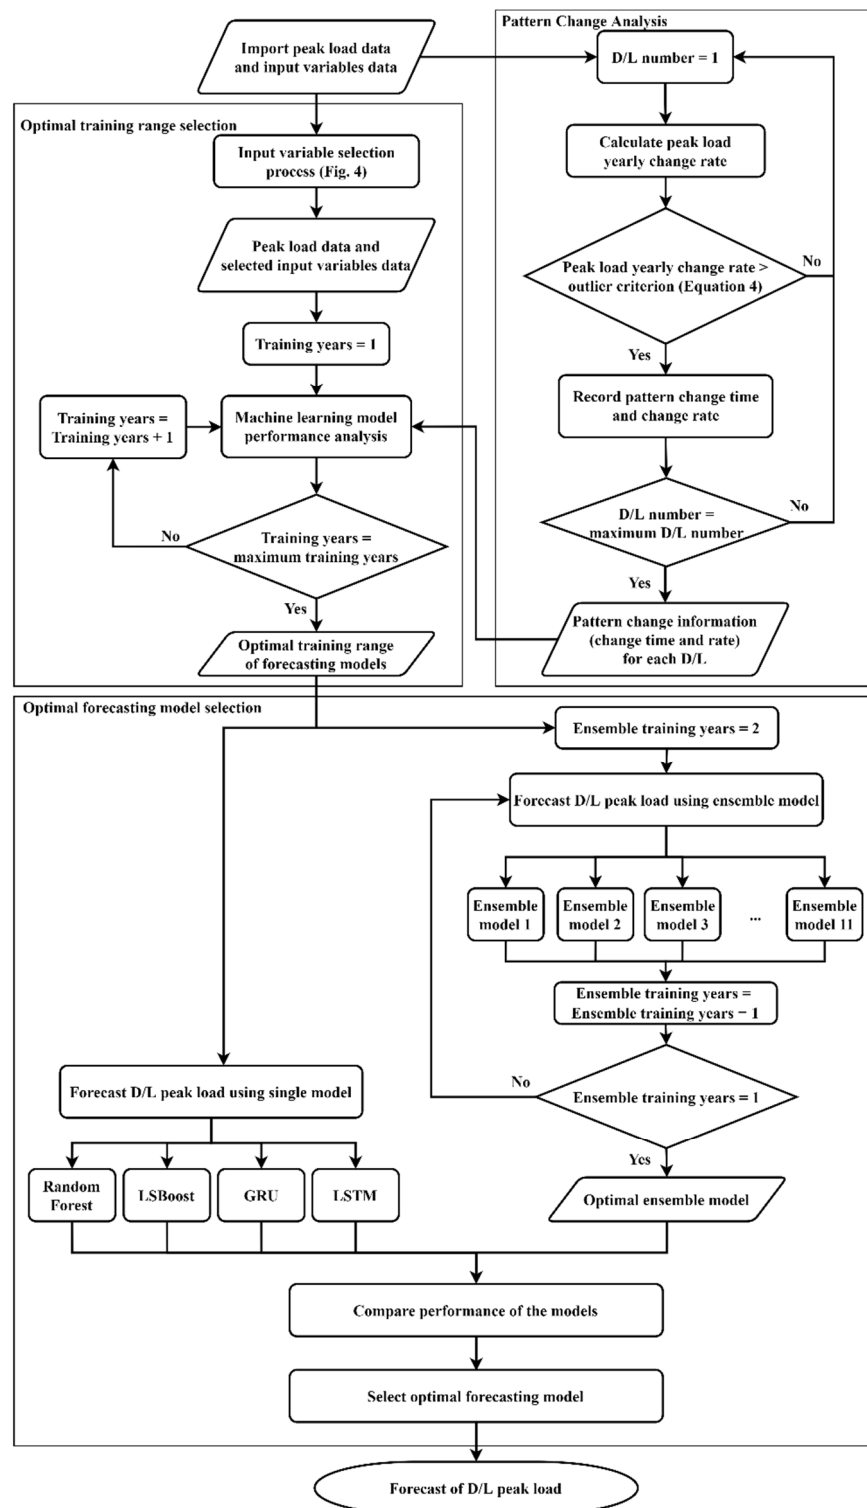 Import peak load data
and input variables data
Optimal training range selection
Input variable selection
process (Fig. 4)
Peak load data and
selected input variables data
Training years = 1
Training years =
Training years + 1
Machine learning model
performance analysis
No
Training years =
maximum training years
Yes
Optimal training range
of forecasting models
Pattern Change Analysis
D/L number = 1
Calculate peak load
yearly change rate
Peak load yearly change rate >
outlier criterion (Equation 4)
No
Yes
Record pattern change time
and change rate
D/L number =
maximum D/L number
No
Yes
Pattern change information
(change time and rate)
for each D/L
Optimal forecasting model selection
Ensemble training years = 2
Forecast D/L peak load using ensemble model
Ensemble
model 1
Ensemble
model 2
Ensemble
model 3
...
Ensemble
model 11
Ensemble training years =
Ensemble training years − 1
No
Ensemble training years = 1
Yes
Optimal ensemble model
Forecast D/L peak load using single model
Random
Forest
LSBoost
GRU
LSTM
Compare performance of the models
Select optimal forecasting model
Forecast of D/L peak load